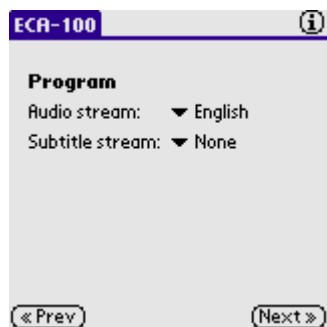 ECA-100
Program
Audio stream: English
Subtitle stream: None
« Prev Next »